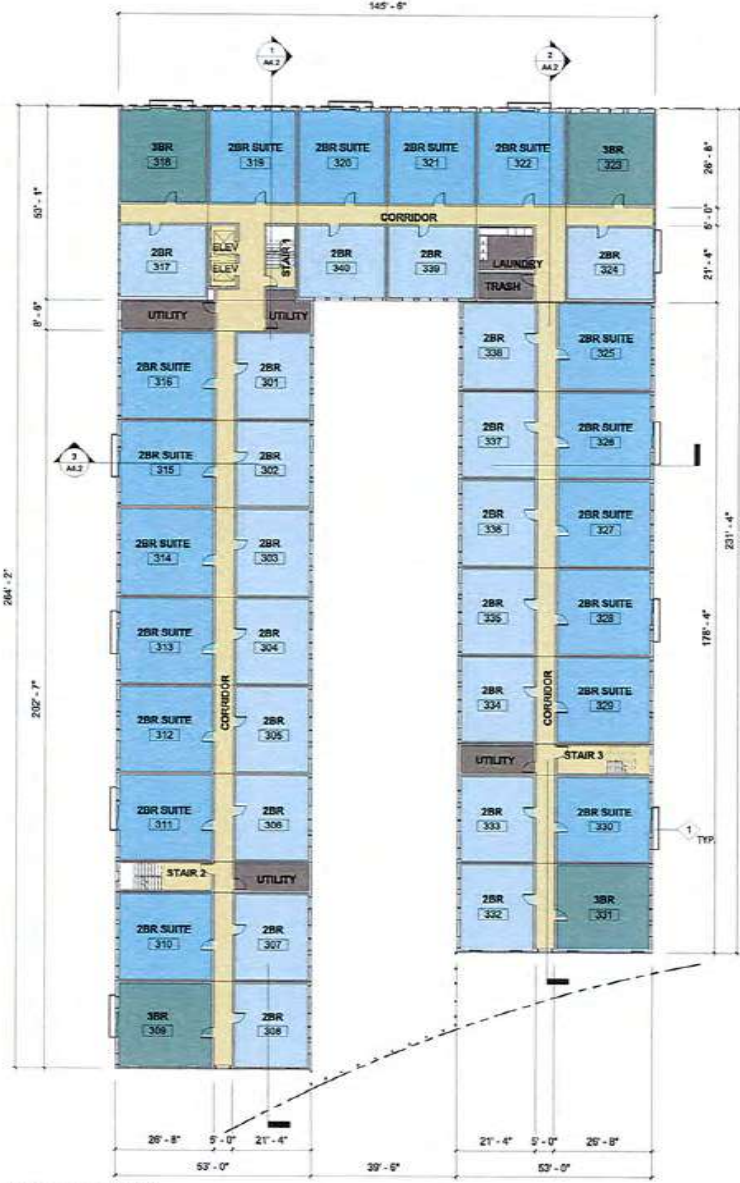 145' - 6"
1
A4.2
2
A4.2
3BR
318
2BR SUITE
319
2BR SUITE
320
2BR SUITE
321
2BR SUITE
322
3BR
323
26' - 8"
53' - 1"
CORRIDOR
5' - 0"
2BR
317
ELEV
ELEV
STAIR 1
2BR
340
2BR
339
LAUNDRY
TRASH
2BR
324
21' - 4"
8' - 6"
UTILITY
UTILITY
2BR SUITE
316
2BR
301
2BR
338
2BR SUITE
325
3
A4.2
2BR SUITE
315
2BR
302
2BR
337
2BR SUITE
326
2BR SUITE
314
2BR
303
2BR
336
2BR SUITE
327
231' - 4"
264' - 2"
2BR SUITE
313
2BR
304
2BR
335
2BR SUITE
328
178' - 4"
202' - 7"
CORRIDOR
2BR SUITE
312
2BR
305
2BR
334
CORRIDOR
2BR SUITE
329
UTILITY
STAIR 3
2BR SUITE
311
2BR
306
2BR
333
2BR SUITE
330
1
TYP.
STAIR 2
UTILITY
2BR SUITE
310
2BR
307
2BR
332
3BR
331
3BR
309
2BR
308
26' - 8"
5' - 0"
21' - 4"
21' - 4"
5' - 0"
26' - 8"
53' - 0"
39' - 6"
53' - 0"